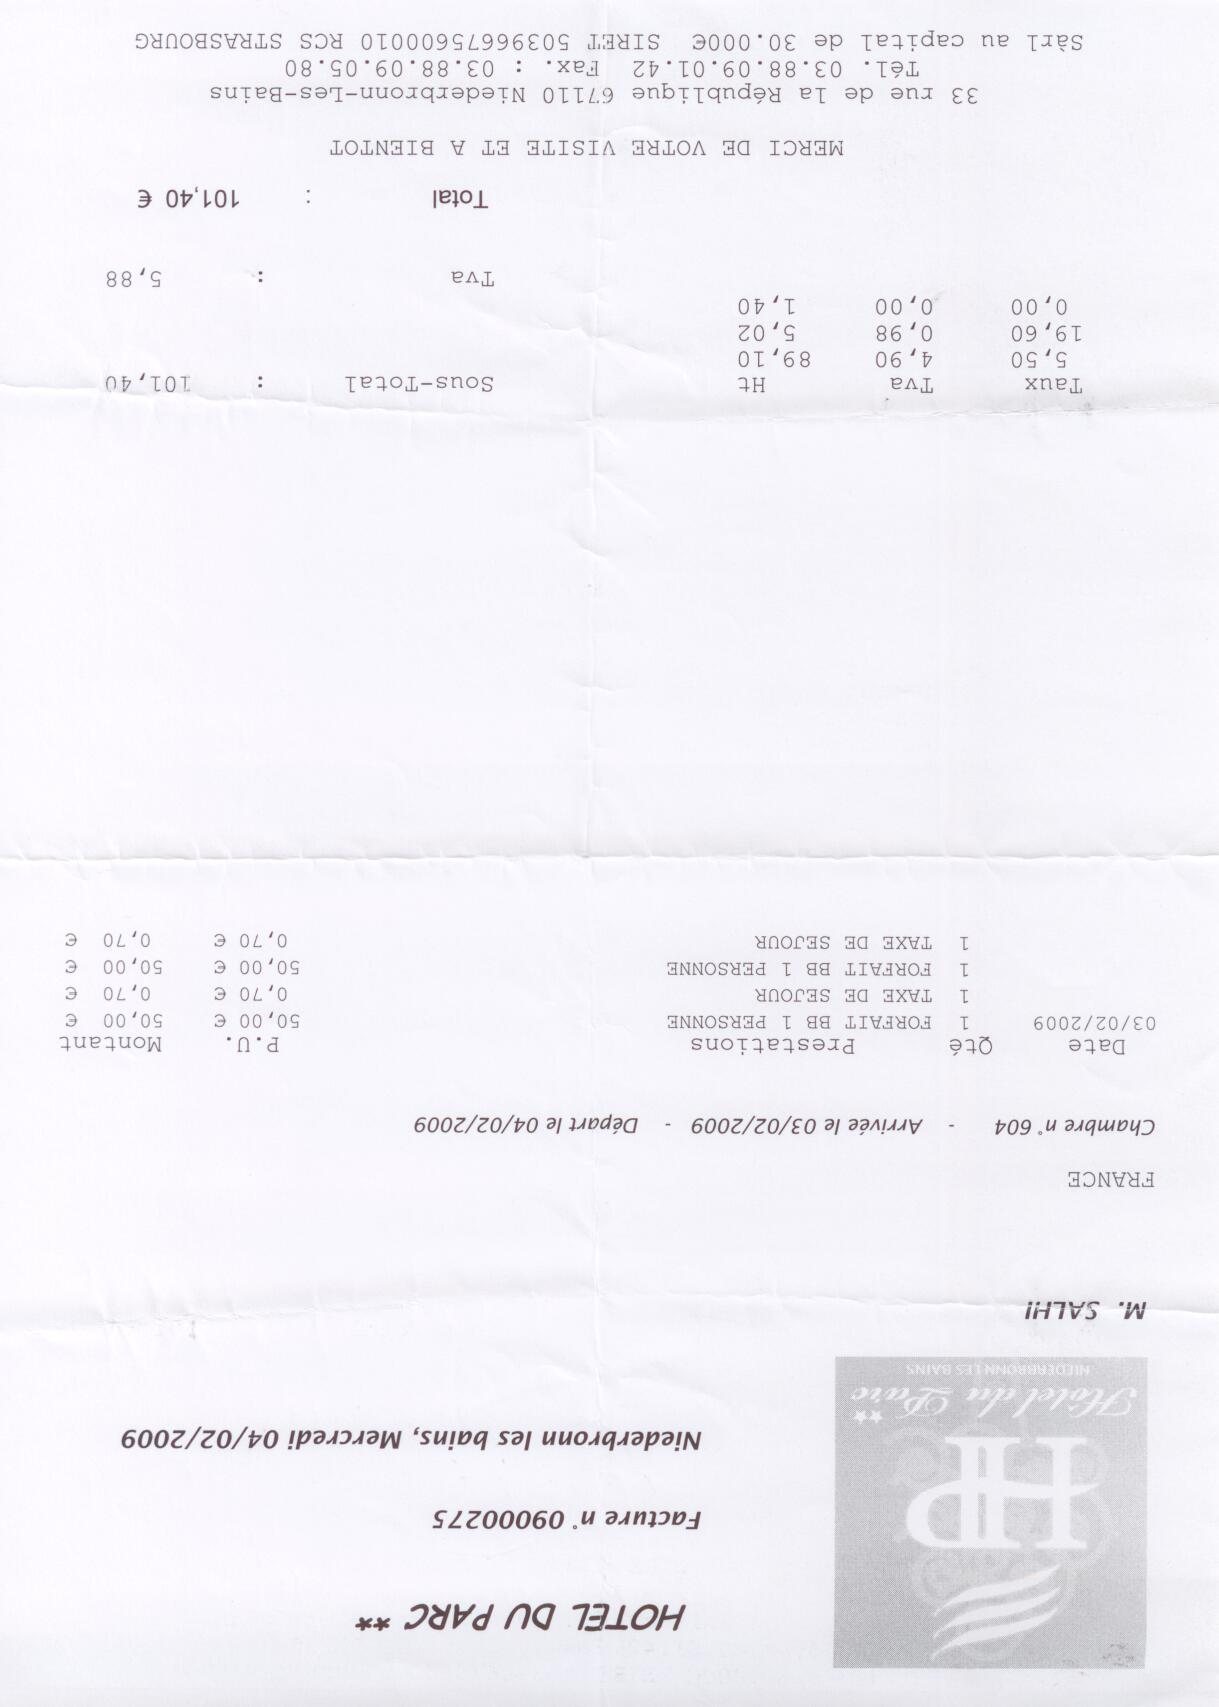 HOTEL DU PARC **
Facture n° 09000275
Niederbronn les bains, Mercredi 04/02/2009
HP
Hôtel du Parc **
NIEDERBRONN LES BAINS
M. SALHI
FRANCE
Chambre n° 604 - Arrivée le 03/02/2009 - Départ le 04/02/2009
Date Qté Prestations P.U. Montant
03/02/2009 1 FORFAIT BB 1 PERSONNE 50,00 € 50,00 €
1 TAXE DE SEJOUR 0,70 € 0,70 €
1 FORFAIT BB 1 PERSONNE 50,00 € 50,00 €
1 TAXE DE SEJOUR 0,70 € 0,70 €
Taux Tva Ht Sous-Total : 101,40
5,50 4,90 89,10
19,60 0,98 5,02
0,00 0,00 1,40
Tva : 5,88
Total : 101,40 €
MERCI DE VOTRE VISITE ET A BIENTOT
33 rue de la République 67110 Niederbronn-Les-Bains
Tél. 03.88.09.01.42 Fax. : 03.88.09.05.80
Sàrl au capital de 30.000€ SIRET 50396675600010 RCS STRASBOURG